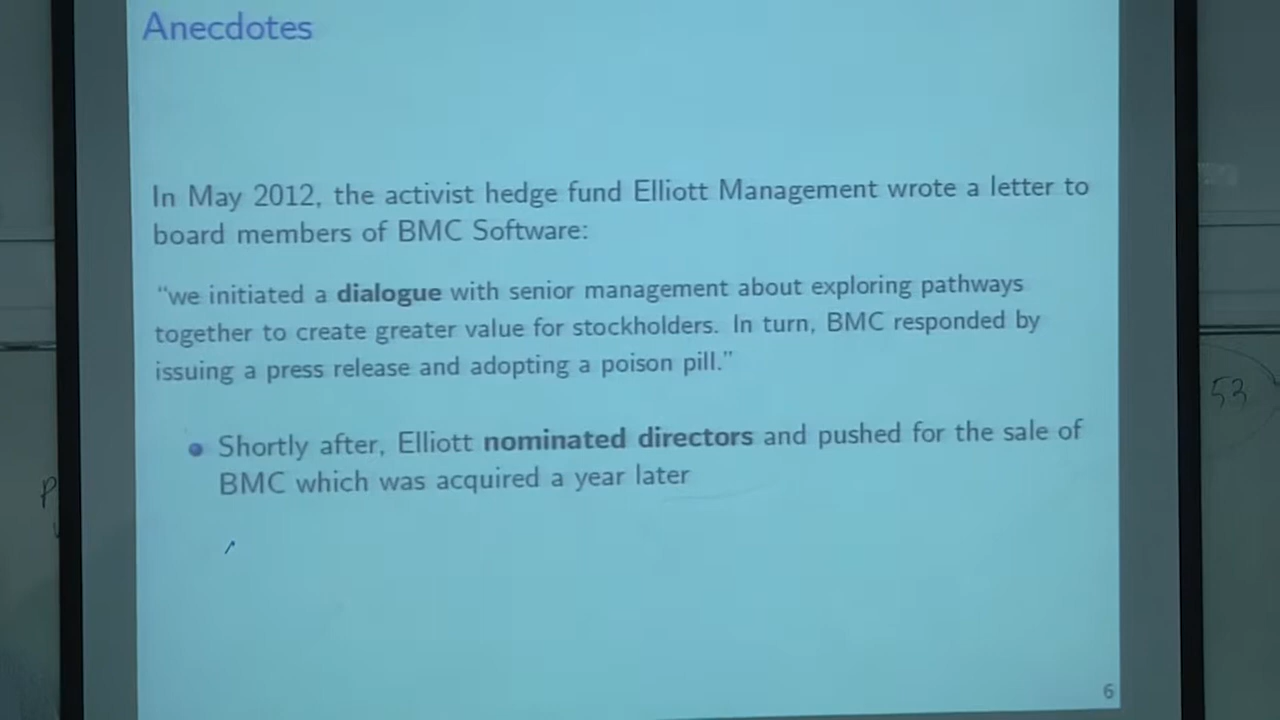 Anecdotes
In May 2012, the activist hedge fund Elliott Management wrote a letter to
board members of BMC Software:
“we initiated a dialogue with senior management about exploring pathways
together to create greater value for stockholders. In turn, BMC responded by
issuing a press release and adopting a poison pill.”
Shortly after, Elliott nominated directors and pushed for the sale of
BMC which was acquired a year later
53
P
6